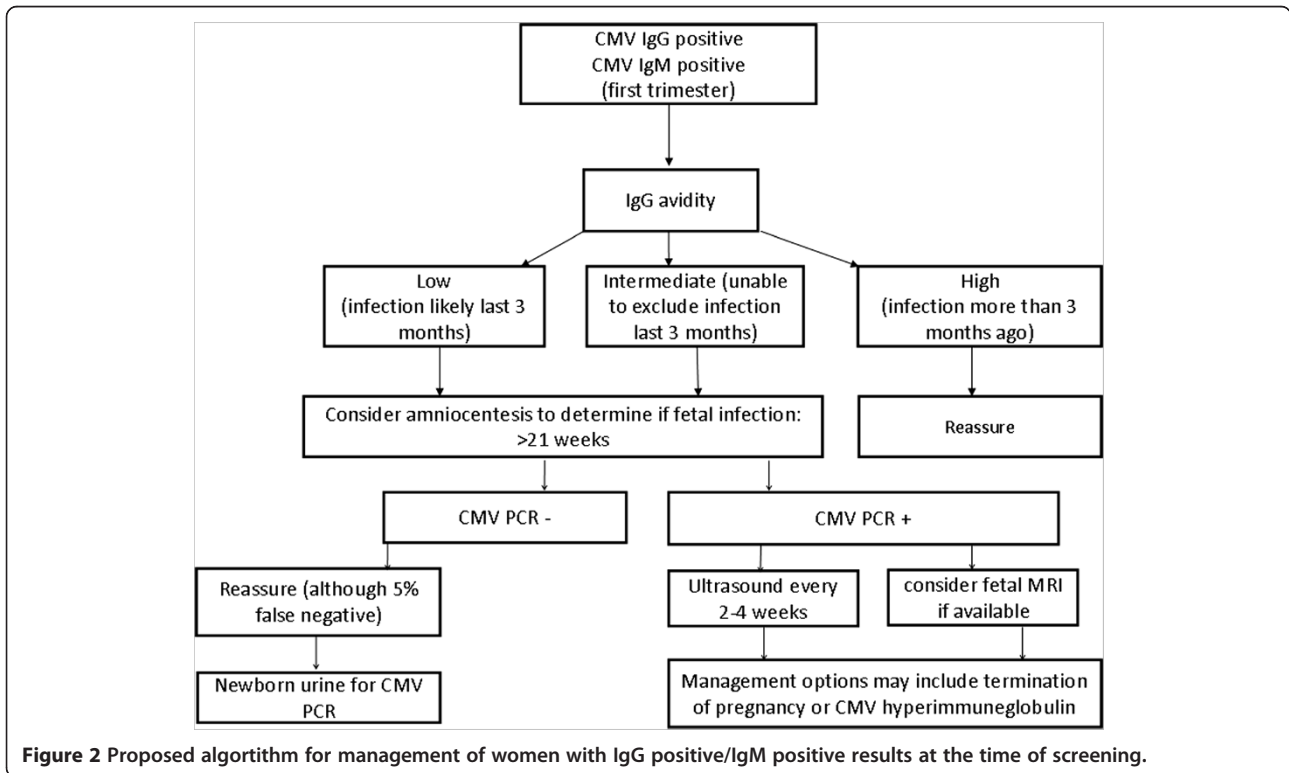 CMV IgG positive
CMV IgM positive
(first trimester)
IgG avidity
Low
(infection likely last 3
months)
Intermediate (unable
to exclude infection
last 3 months)
High
(infection more than 3
months ago)
Consider amniocentesis to determine if fetal infection:
>21 weeks
Reassure
CMV PCR -
CMV PCR +
Reassure (although 5%
false negative)
Ultrasound every
2-4 weeks
consider fetal MRI
if available
Newborn urine for CMV
PCR
Management options may include termination
of pregnancy or CMV hyperimmuneglobulin
Figure 2 Proposed algortithm for management of women with IgG positive/IgM positive results at the time of screening.